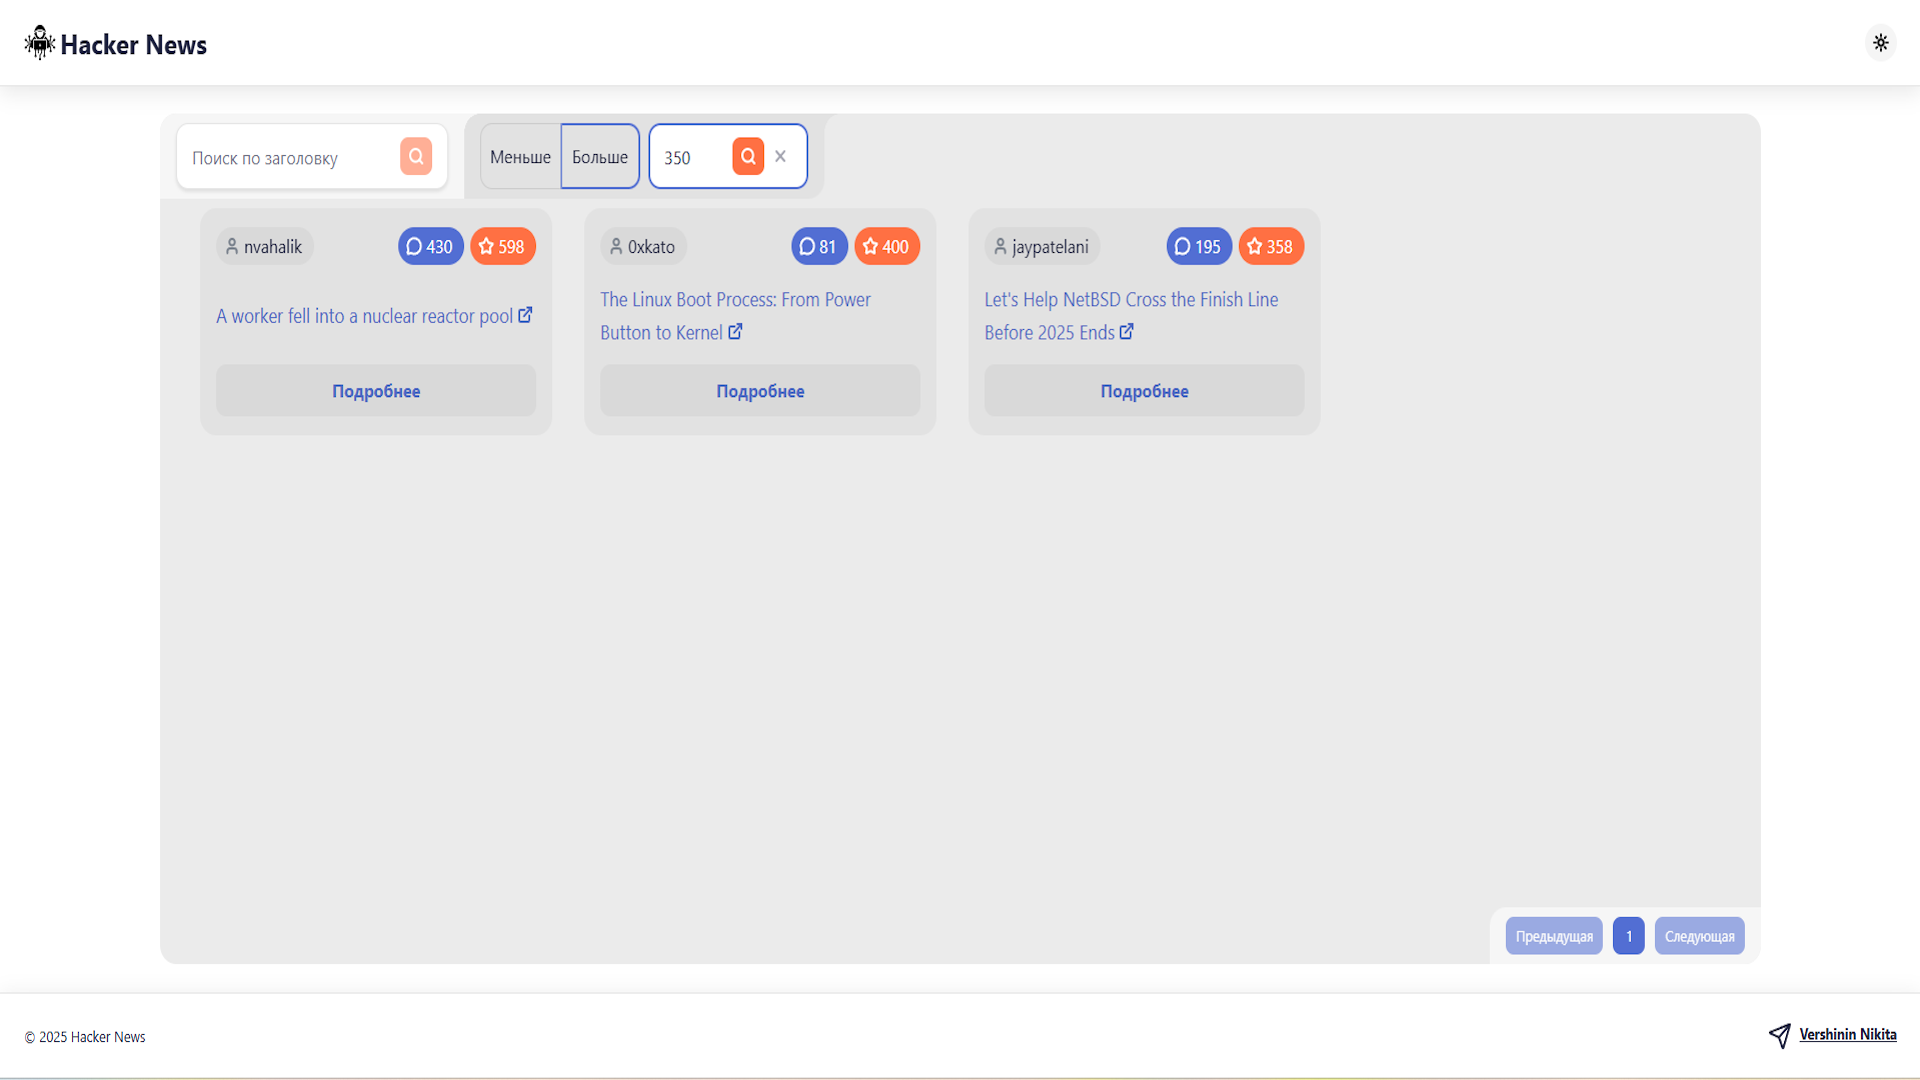 Hacker News
Поиск по заголовку
Меньше
Больше
350
nvahalik
430
598
A worker fell into a nuclear reactor pool
Подробнее
0xkato
81
400
The Linux Boot Process: From Power
Button to Kernel
Подробнее
jaypatelani
195
358
Let's Help NetBSD Cross the Finish Line
Before 2025 Ends
Подробнее
Предыдущая
1
Следующая
© 2025 Hacker News
Vershinin Nikita